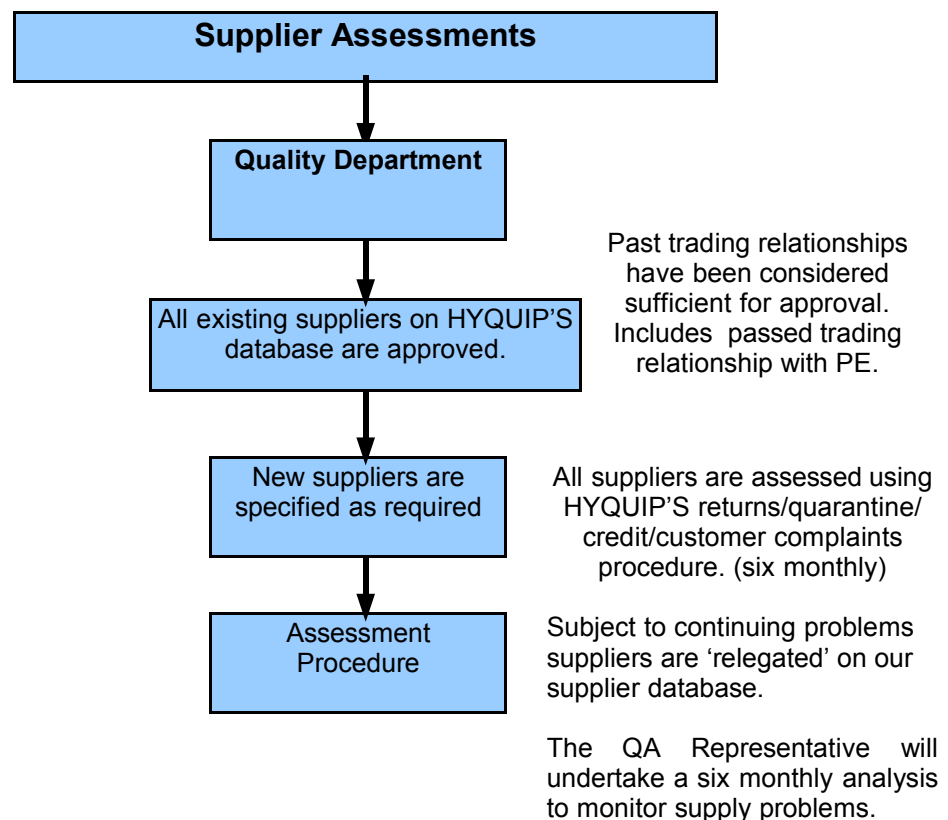 Supplier Assessments
Quality Department
Past trading relationships
have been considered
sufficient for approval.
Includes passed trading
relationship with PE.
All existing suppliers on HYQUIP'S
database are approved.
New suppliers are
specified as required
All suppliers are assessed using
HYQUIP'S returns/quarantine/
credit/customer complaints
procedure. (six monthly)
Assessment
Procedure
Subject to continuing problems
suppliers are ‘relegated’ on our
supplier database.
The QA Representative will
undertake a six monthly analysis
to monitor supply problems.